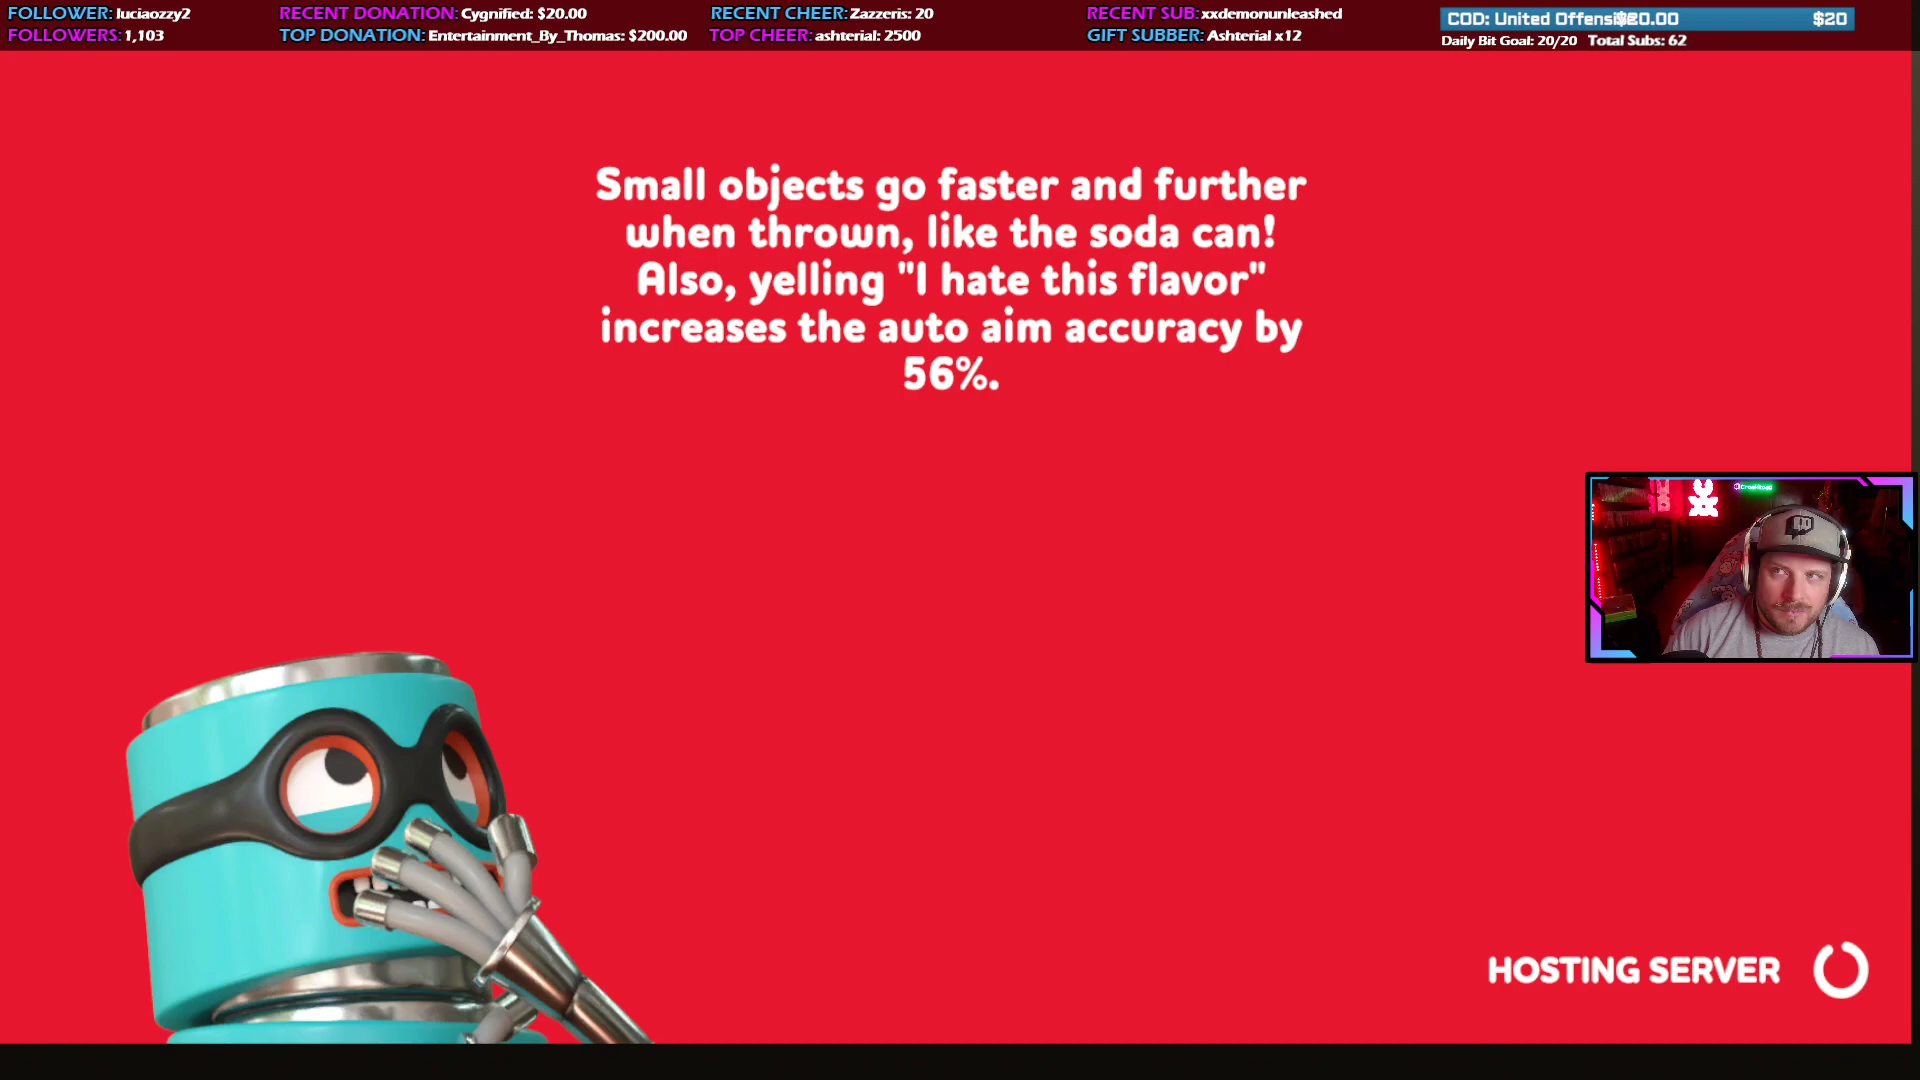 FOLLOWER: luciaozzy2
FOLLOWERS: 1,103
RECENT DONATION: Cygnified: $20.00
TOP DONATION: Entertainment_By_Thomas: $200.00
RECENT CHEER: Zazzeris: 20
TOP CHEER: ashterial: 2500
RECENT SUB: xxdemonunleashed
GIFT SUBBER: Ashterial x12
COD: United Offensi $20
Daily Bit Goal: 20/20 Total Subs: 62
Small objects go faster and further
when thrown, like the soda can!
Also, yelling "I hate this flavor"
increases the auto aim accuracy by
56%.
HOSTING SERVER